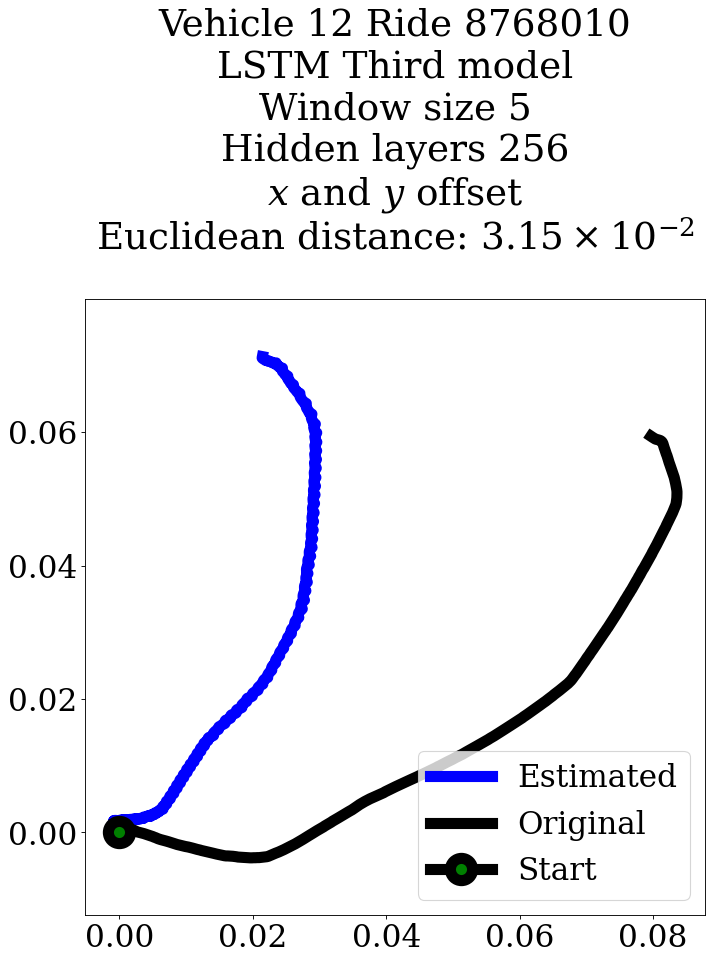 Vehicle 12 Ride 8768010
LSTM Third model
Window size 5
Hidden layers 256
x and y offset
Euclidean distance: 3.15 × 10⁻²
0.06
0.04
0.02
0.00
Estimated
Original
Start
0.00 0.02 0.04 0.06 0.08